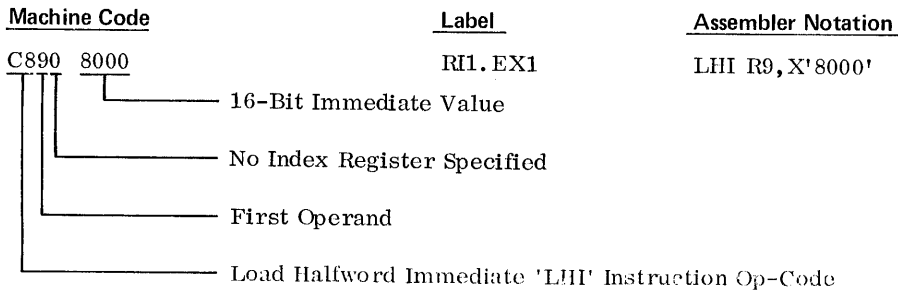 Machine Code Label Assembler Notation
C890 8000 RI1.EX1 LHI R9,X'8000'
16-Bit Immediate Value
No Index Register Specified
First Operand
Load Halfword Immediate 'LHI' Instruction Op-Code